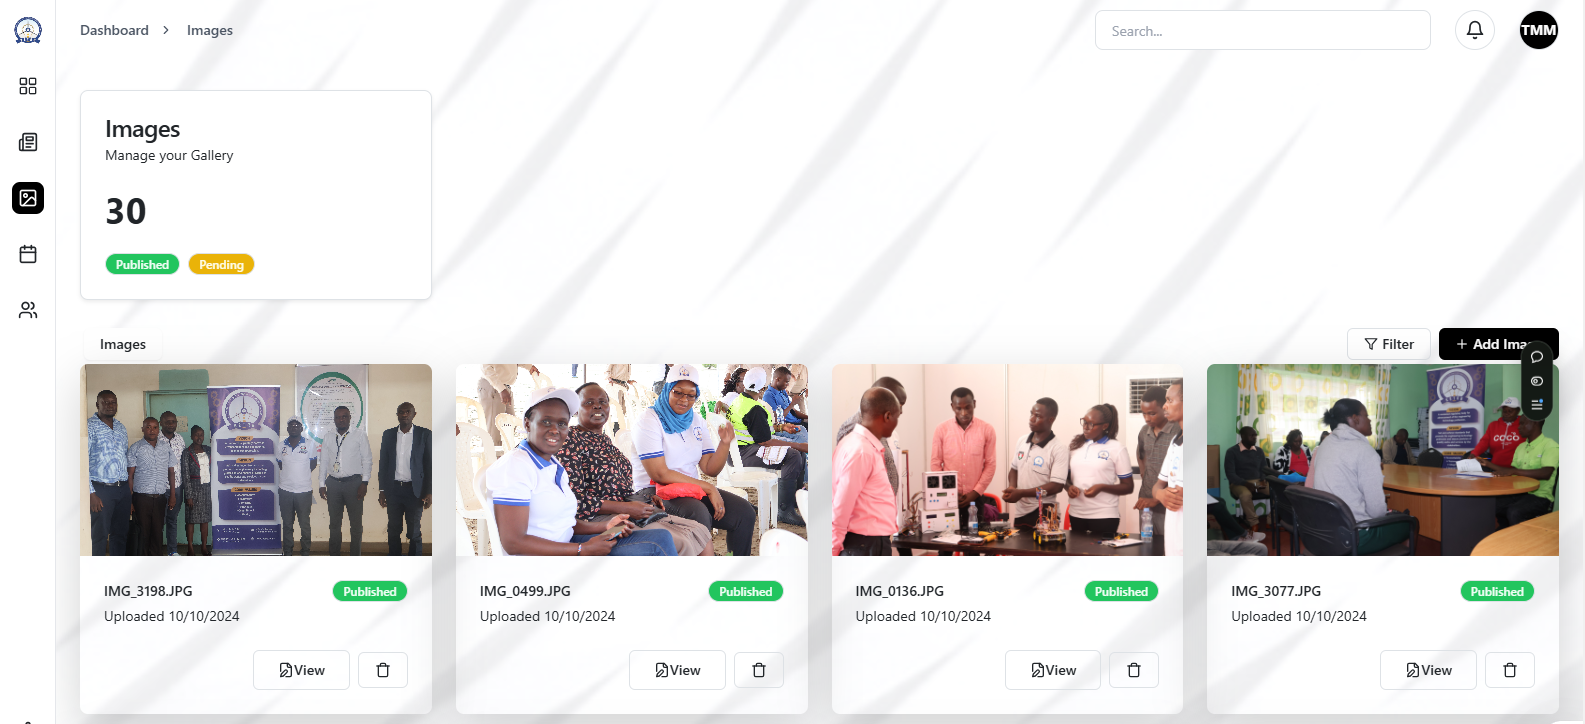 Dashboard > Images
Search...
TMM
Images
Manage your Gallery
30
Published Pending
Images
Filter
+ Add Ima
IMG_3198.JPG Published
Uploaded 10/10/2024
View
IMG_0499.JPG Published
Uploaded 10/10/2024
View
IMG_0136.JPG Published
Uploaded 10/10/2024
View
IMG_3077.JPG Published
Uploaded 10/10/2024
View